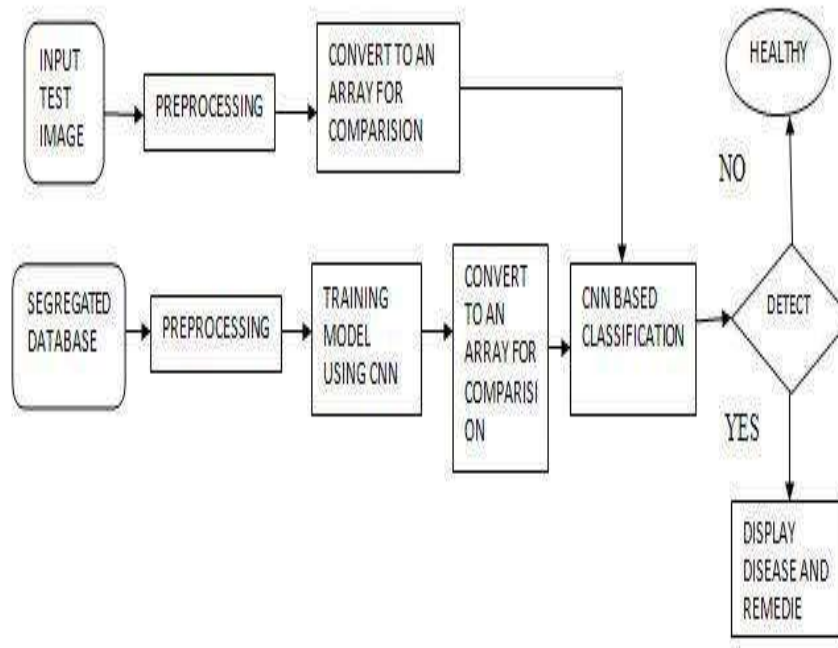 INPUT
TEST
IMAGE
PREPROCESSING
CONVERT TO AN
ARRAY FOR
COMPARISION
HEALTHY
NO
SEGREGATED
DATABASE
PREPROCESSING
TRAINING
MODEL
USING CNN
CONVERT
TO AN
ARRAY FOR
COMPARISI
ON
CNN BASED
CLASSIFICATION
DETECT
YES
DISPLAY
DISEASE AND
REMEDIE